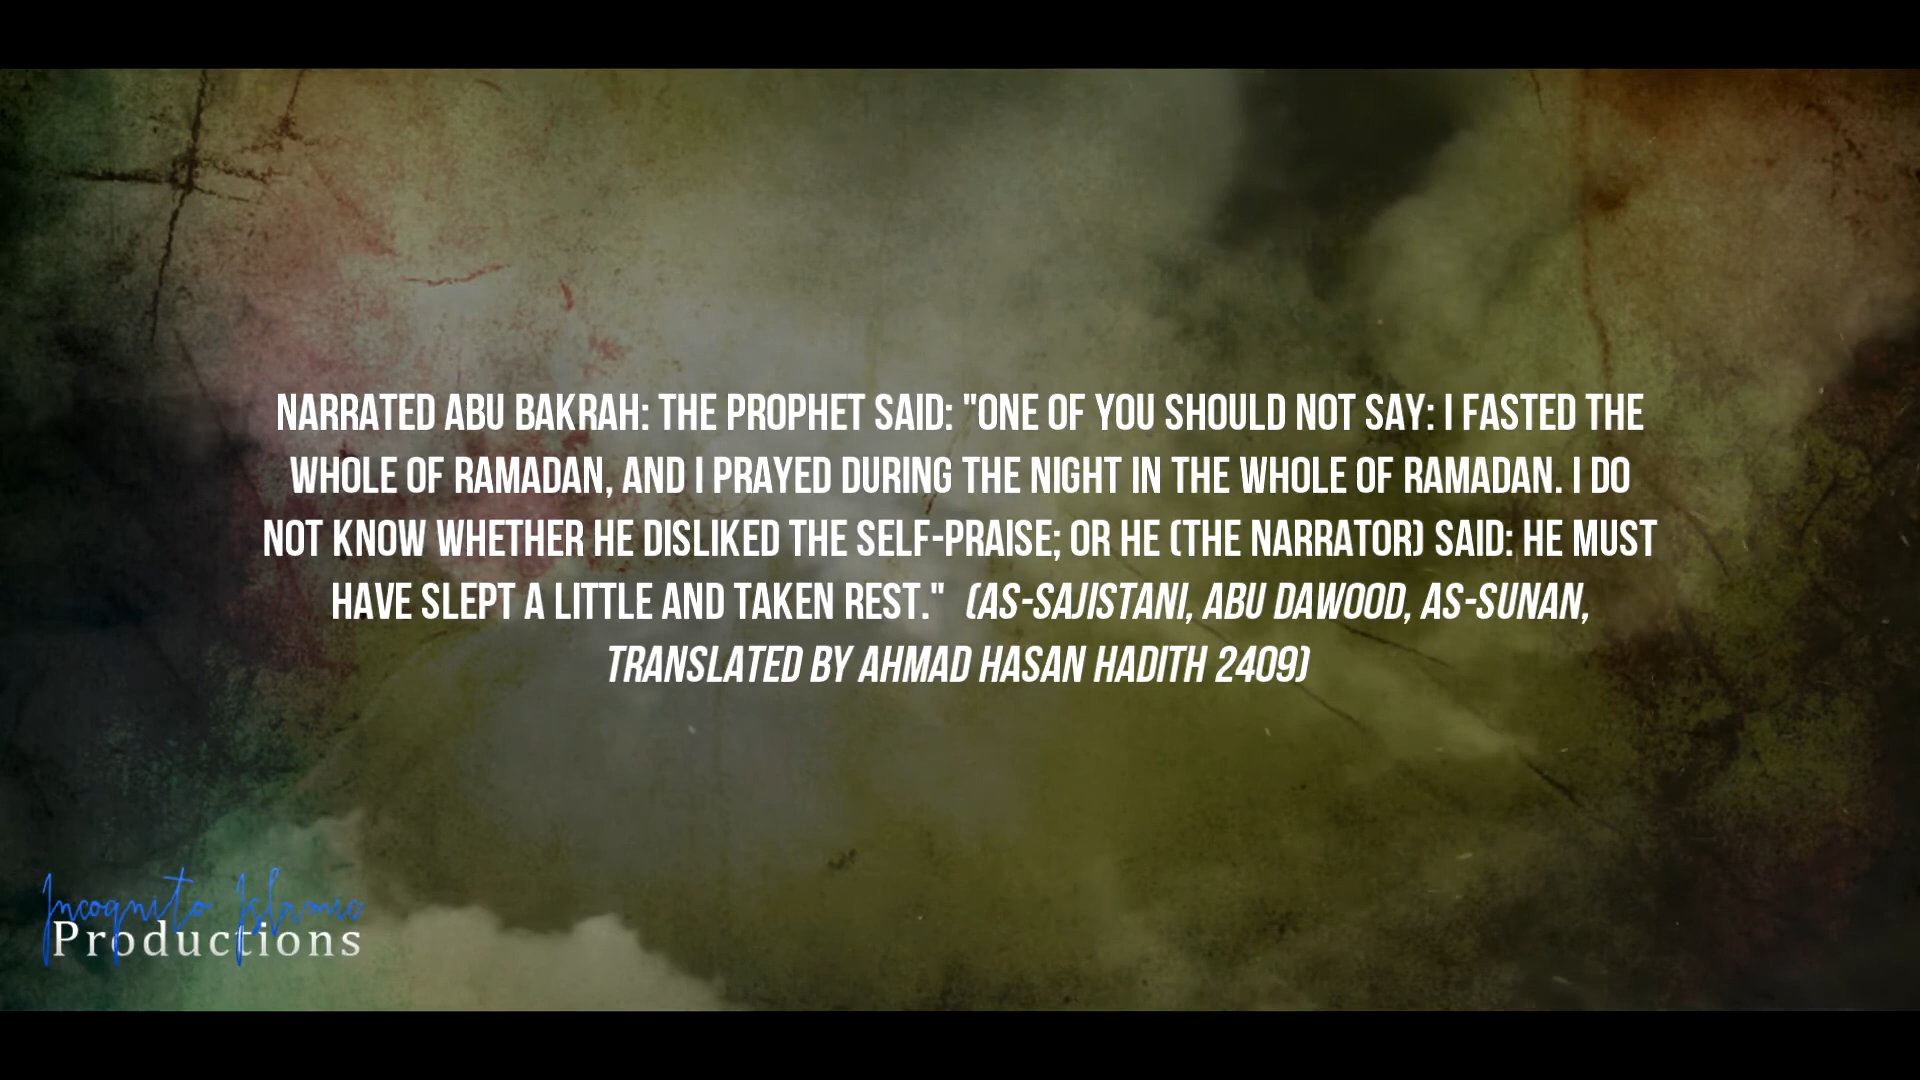 NARRATED ABU BAKRAH: THE PROPHET SAID: "ONE OF YOU SHOULD NOT SAY: I FASTED THE
WHOLE OF RAMADAN, AND I PRAYED DURING THE NIGHT IN THE WHOLE OF RAMADAN. I DO
NOT KNOW WHETHER HE DISLIKED THE SELF-PRAISE; OR HE (THE NARRATOR) SAID: HE MUST
HAVE SLEPT A LITTLE AND TAKEN REST." (AS-SAJISTANI, ABU DAWOOD, AS-SUNAN,
TRANSLATED BY AHMAD HASAN HADITH 2409)
Incognito Islamic
Productions